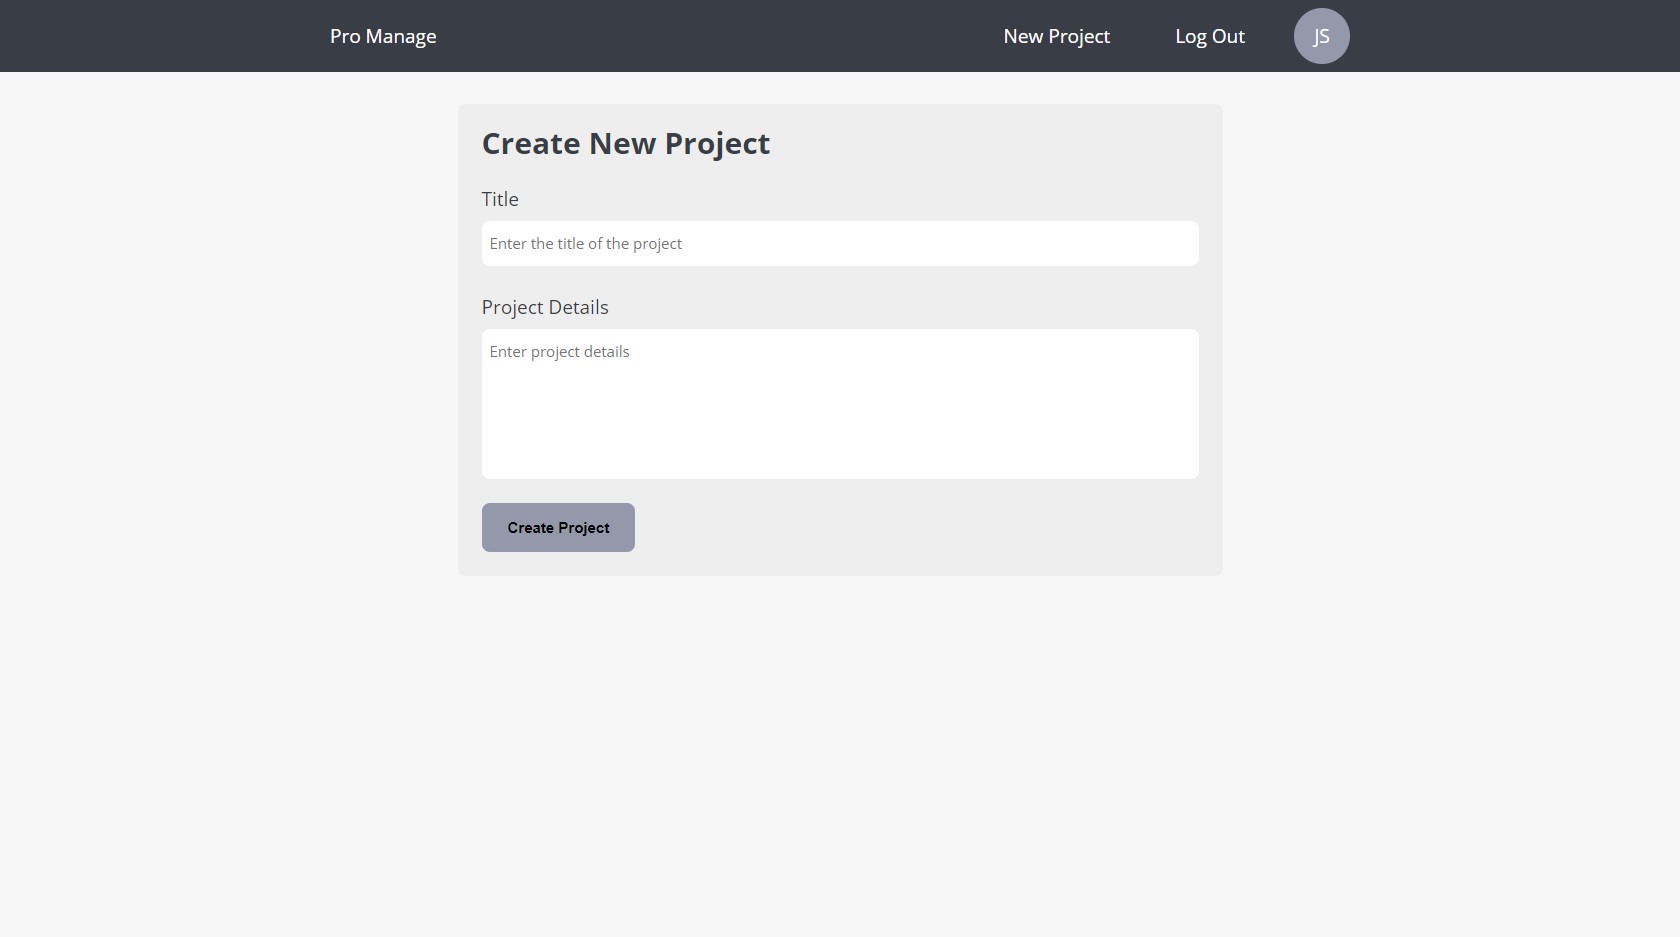 Pro Manage New Project Log Out JS
Create New Project
Title
Enter the title of the project
Project Details
Enter project details
Create Project